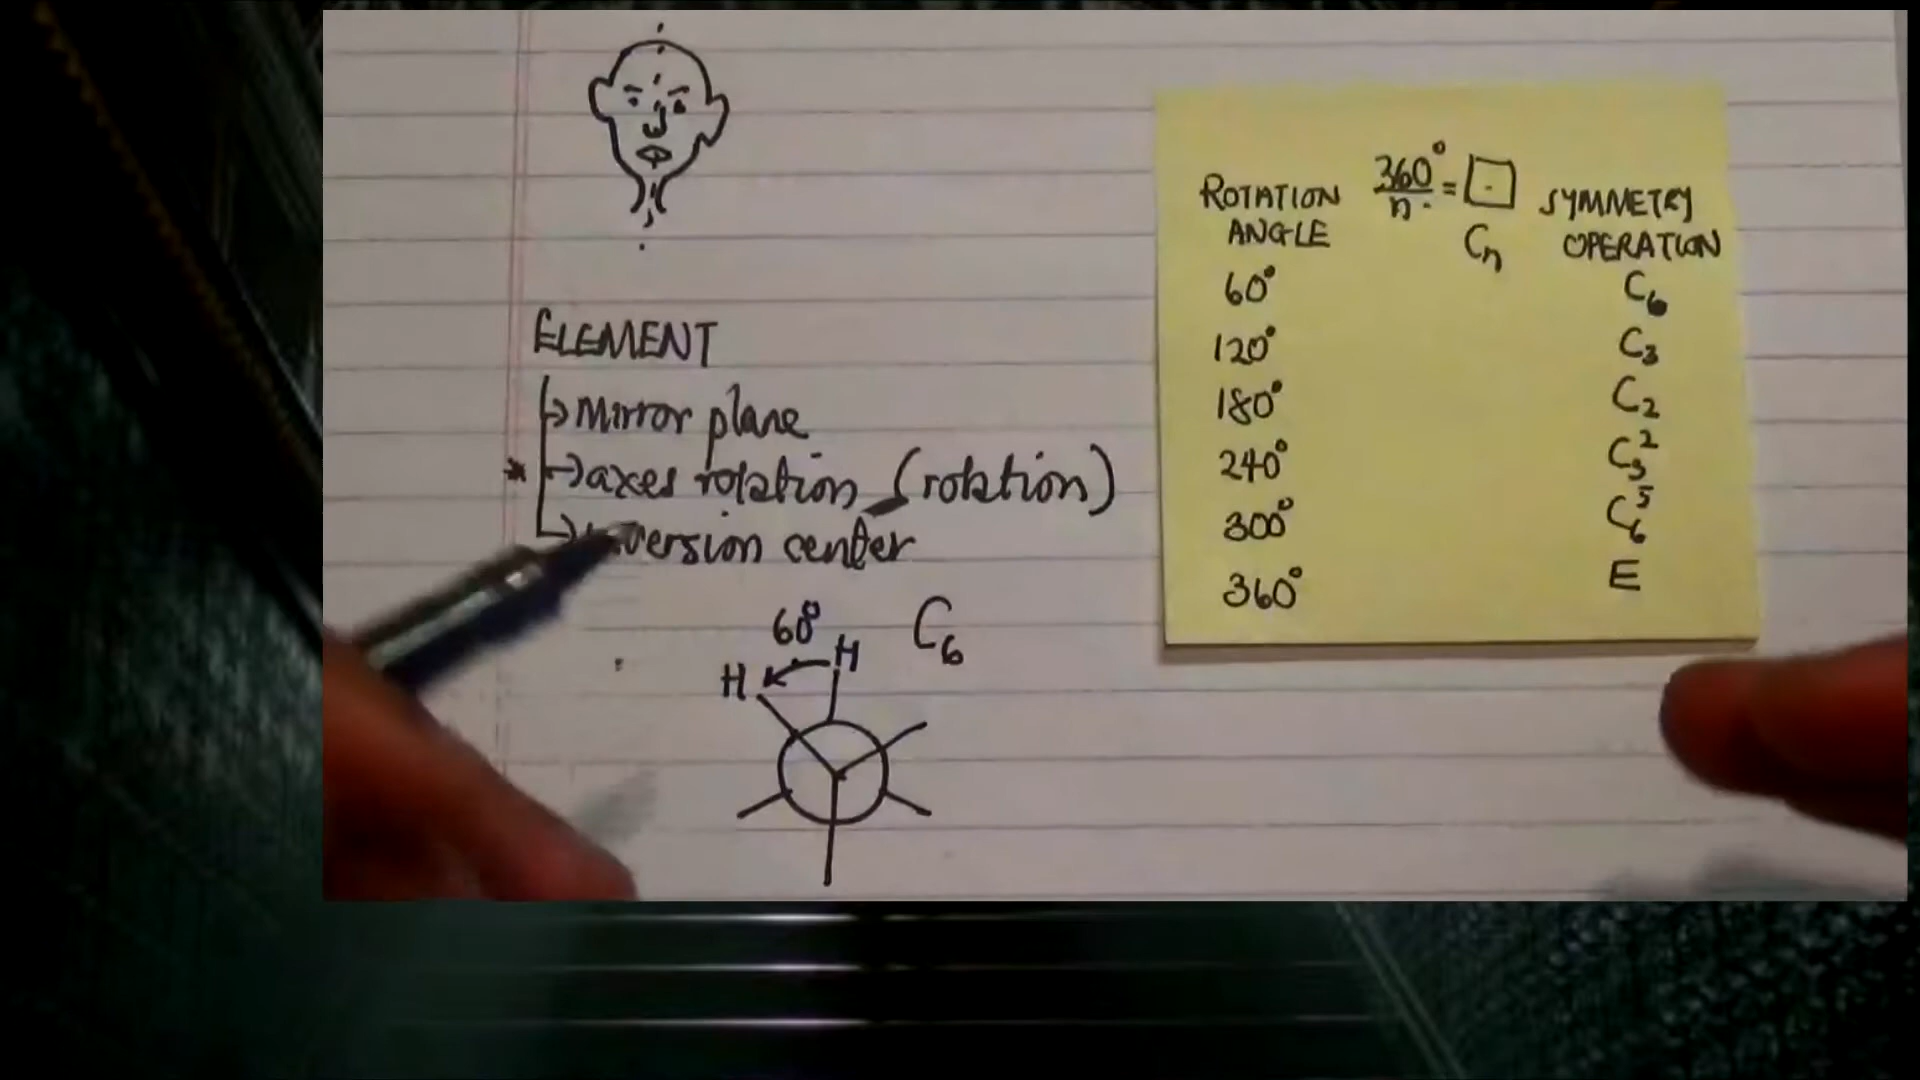 ELEMENT
→ Mirror plane
* → axes rotation (rotation)
→ inversion center
60° C₆
H H
ROTATION ANGLE 360°/n = □ SYMMETRY OPERATION
Cₙ
60° C₆
120° C₃
180° C₂
240° C₃²
300° C₆⁵
360° E